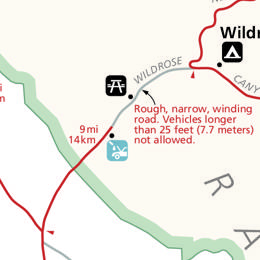 Wildr
WILDROSE
CANY
mi
m
Rough, narrow, winding
road. Vehicles longer
than 25 feet (7.7 meters)
not allowed.
9 mi
14 km
R
A